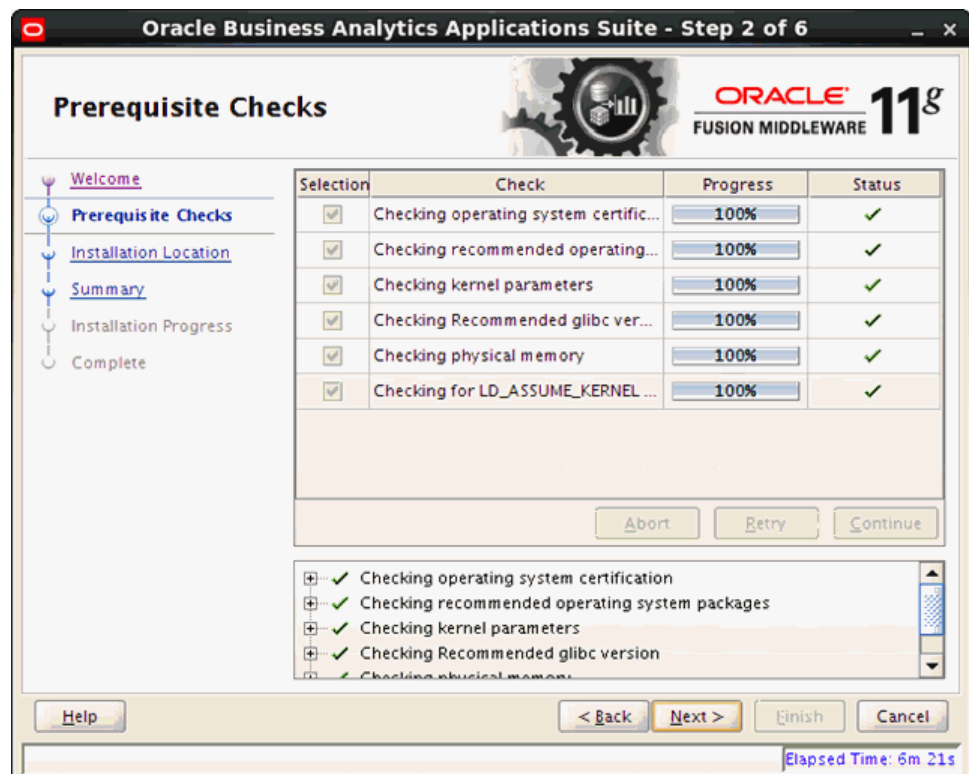 Oracle Business Analytics Applications Suite - Step 2 of 6
Prerequisite Checks
ORACLE
FUSION MIDDLEWARE 11g
Welcome
Prerequisite Checks
Installation Location
Summary
Installation Progress
Complete
Selection Check Progress Status
Checking operating system certific... 100%
Checking recommended operating... 100%
Checking kernel parameters 100%
Checking Recommended glibc ver... 100%
Checking physical memory 100%
Checking for LD_ASSUME_KERNEL ... 100%
Abort Retry Continue
Checking operating system certification
Checking recommended operating system packages
Checking kernel parameters
Checking Recommended glibc version
Checking physical memory
Help < Back Next > Finish Cancel
Elapsed Time: 6m 21s